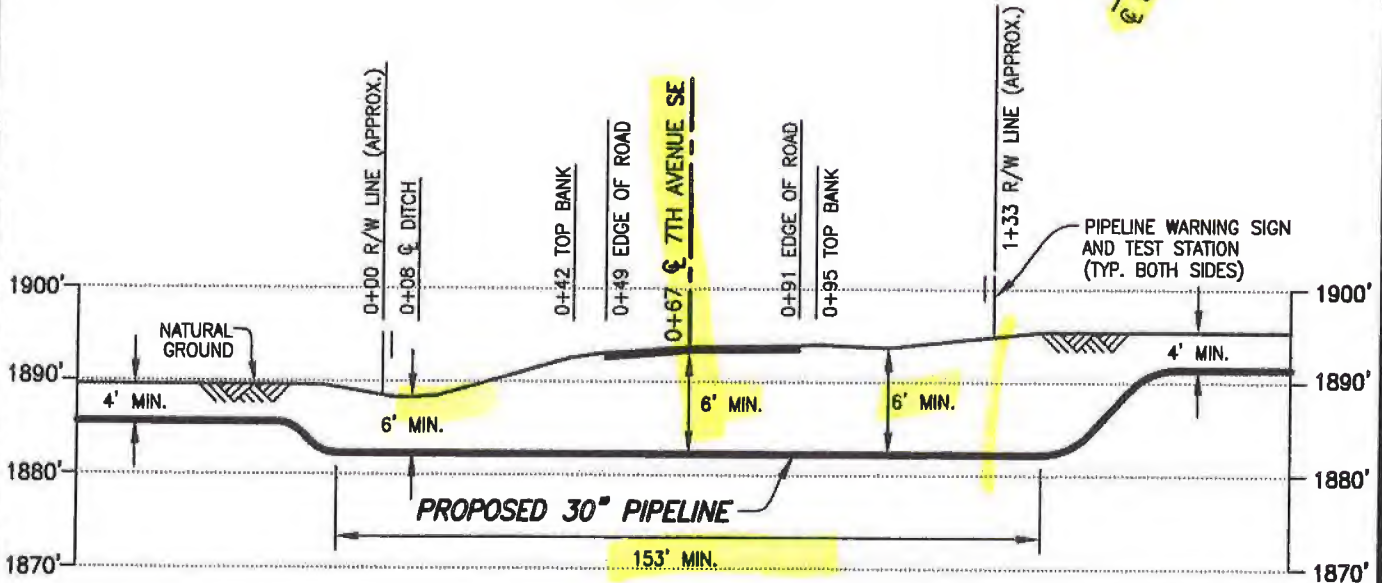 ℄
0+00 R/W LINE (APPROX.)
0+08 ℄ DITCH
0+42 TOP BANK
0+49 EDGE OF ROAD
0+67 ℄ 7TH AVENUE SE
0+91 EDGE OF ROAD
0+95 TOP BANK
1+33 R/W LINE (APPROX.)
PIPELINE WARNING SIGN
AND TEST STATION
(TYP. BOTH SIDES)
1900'
1900'
NATURAL
GROUND
4' MIN.
1890'
1890'
4' MIN.
6' MIN.
6' MIN.
6' MIN.
1880'
1880'
PROPOSED 30" PIPELINE
153' MIN.
1870'
1870'